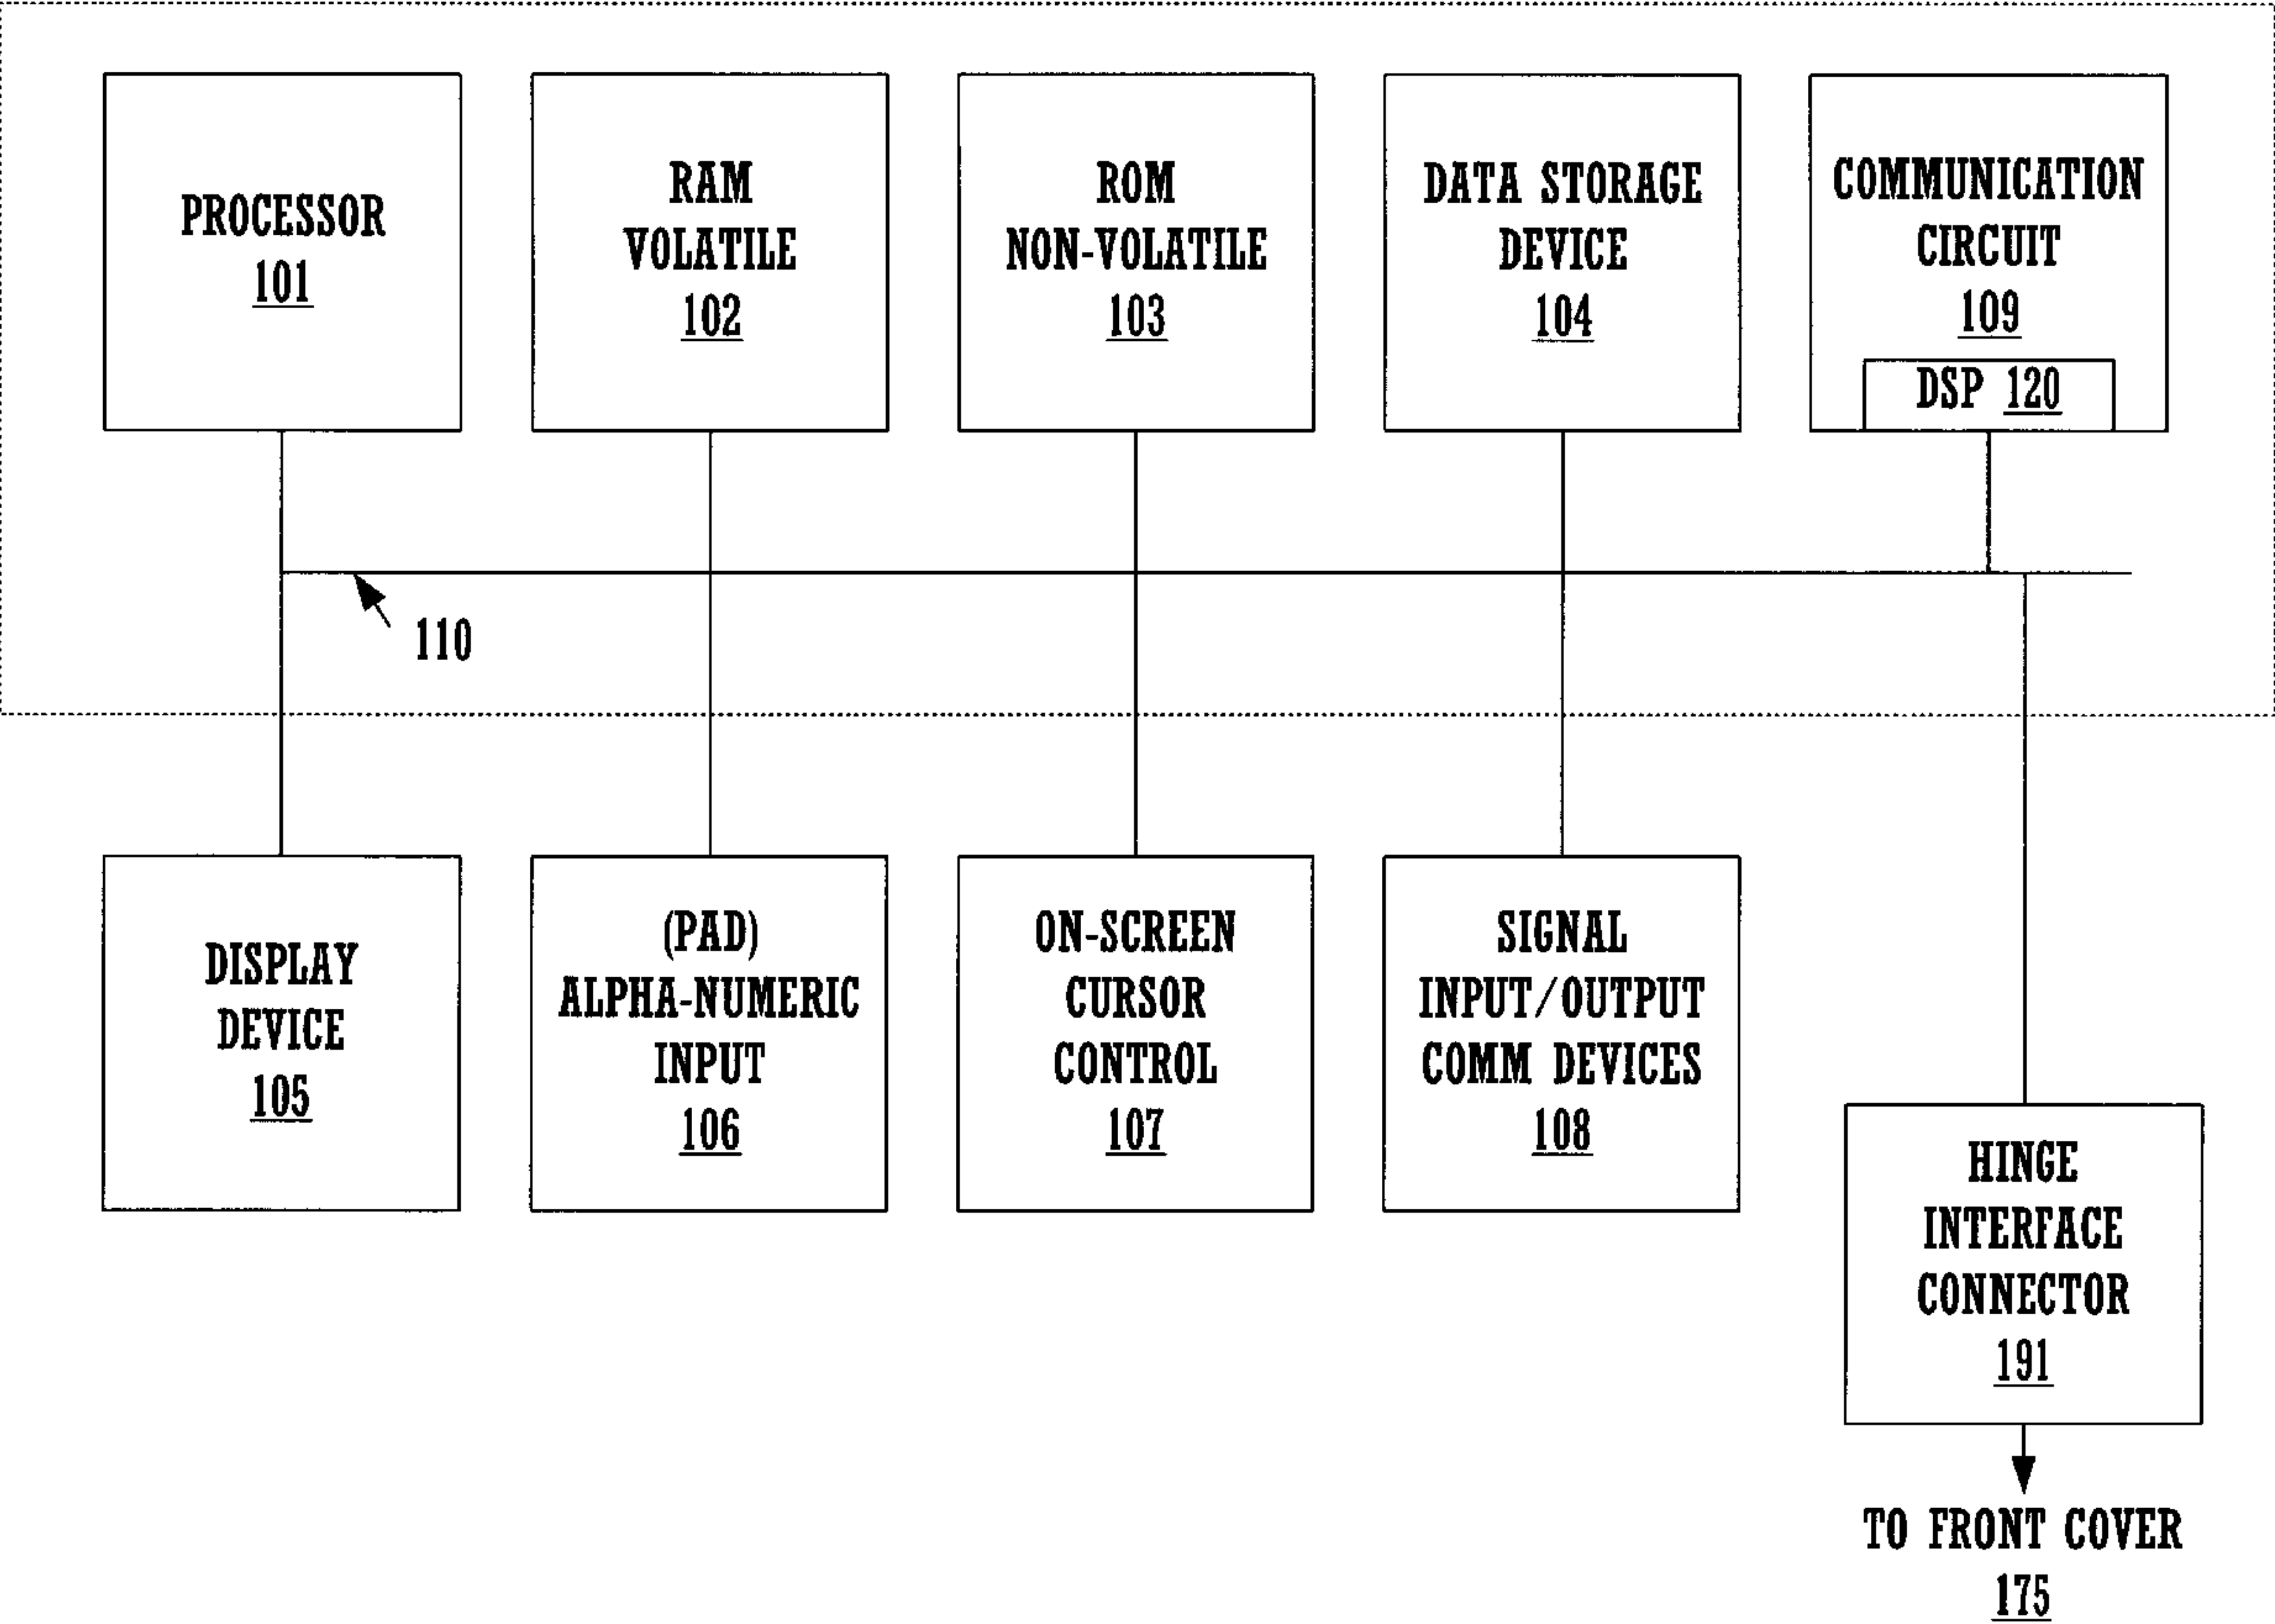 PROCESSOR
101
RAM
VOLATILE
102
ROM
NON-VOLATILE
103
DATA STORAGE
DEVICE
104
COMMUNICATION
CIRCUIT
109
DSP 120
110
DISPLAY
DEVICE
105
(PAD)
ALPHA-NUMERIC
INPUT
106
ON-SCREEN
CURSOR
CONTROL
107
SIGNAL
INPUT/OUTPUT
COMM DEVICES
108
HINGE
INTERFACE
CONNECTOR
191
TO FRONT COVER
175